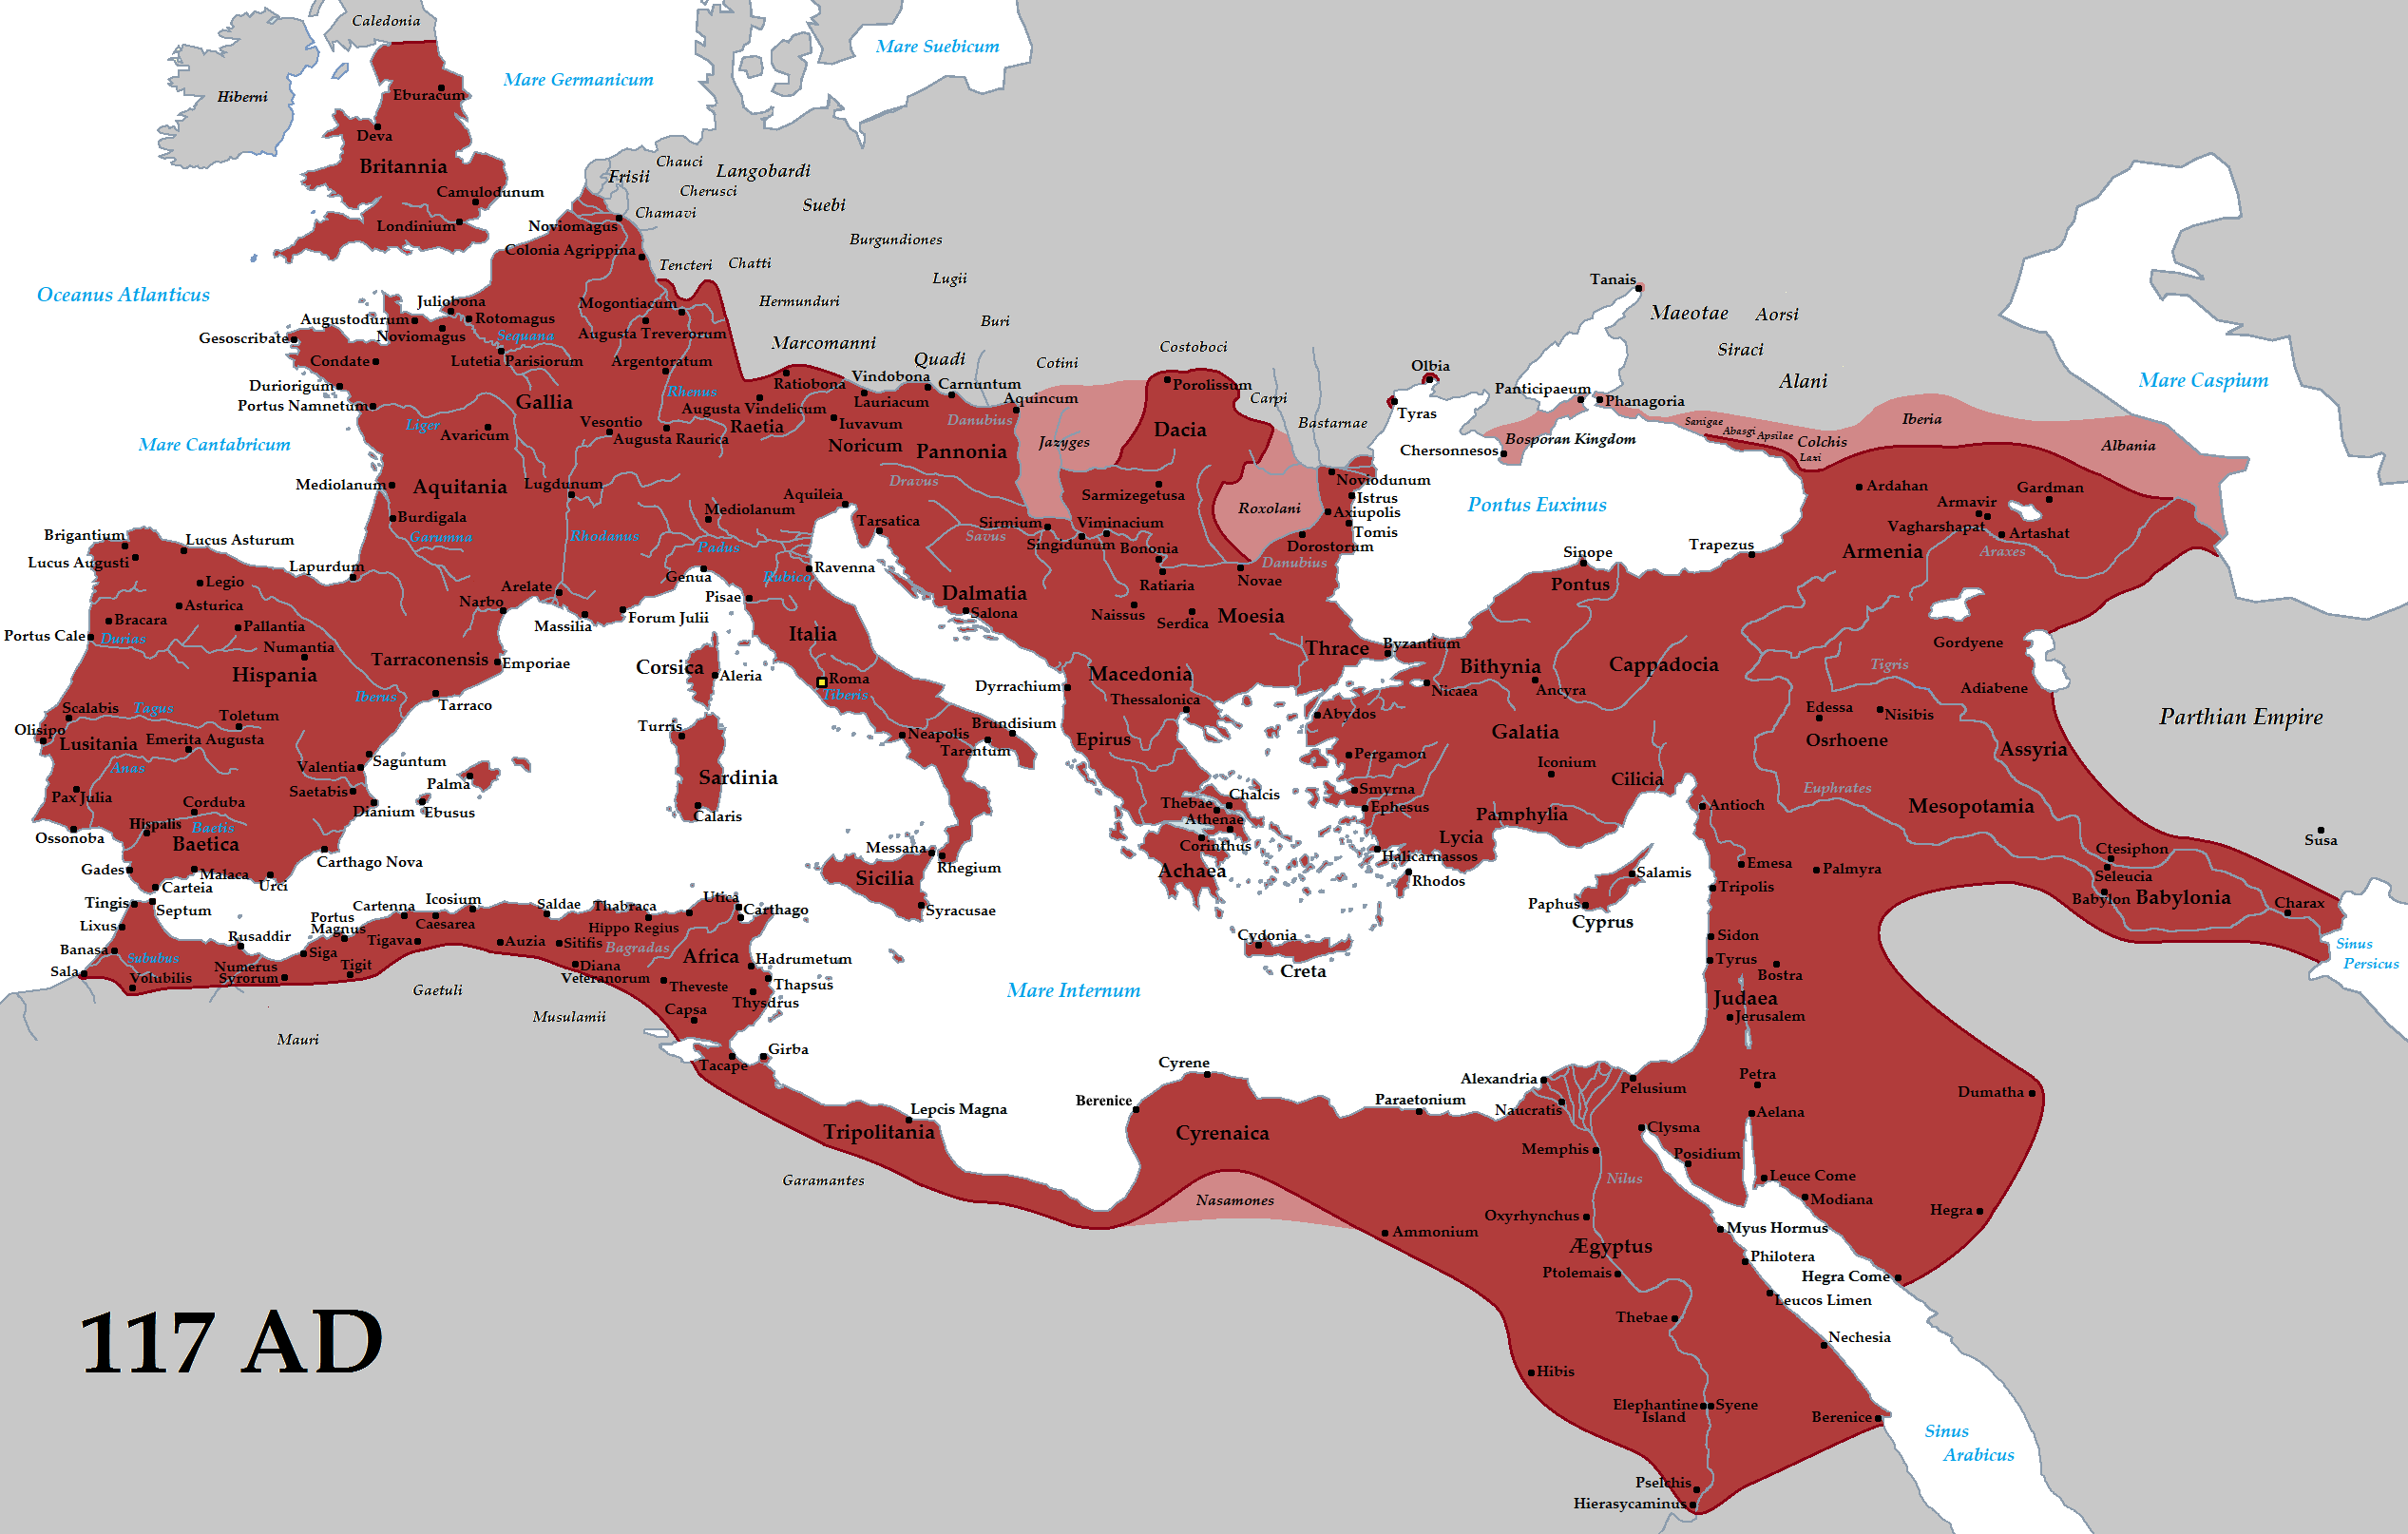 Caledonia
Mare Suebicum
Mare Germanicum
Hiberni
Eburacum
Deva
Britannia
Camulodunum
Londinium
Chauci
Langobardi
Frisii
Cherusci
Suebi
Chamavi
Noviomagus
Burgundiones
Colonia Agrippina
Tencteri
Chatti
Lugii
Hermunduri
Buri
Marcomanni
Quadi
Cotini
Costoboci
Carpi
Bastarnae
Tanais
Maeotae
Aorsi
Siraci
Alani
Mare Caspium
Oceanus Atlanticus
Mare Cantabricum
Juliobona
Augustodurum
Rotomagus
Noviomagus
Gesoscribate
Sequana
Mogontiacum
Augusta Treverorum
Condate
Lutetia Parisiorum
Argentoratum
Duriorigum
Portus Namnetum
Gallia
Rhenus
Liger
Avaricum
Vesontio
Augusta Raurica
Augusta Vindelicum
Raetia
Ratiobona
Vindobona
Lauriacum
Carnuntum
Aquincum
Iuvavum
Noricum
Pannonia
Danubius
Jazyges
Porolissum
Dacia
Sarmizegetusa
Roxolani
Olbia
Tyras
Panticipaeum
Phanagoria
Bosporan Kingdom
Chersonnesos
Sanigae
Abasgi
Apsilae
Colchis
Lazi
Iberia
Albania
Mediolanum
Aquitania
Lugdunum
Burdigala
Garumna
Rhodanus
Mediolanum
Padus
Aquileia
Tarsatica
Dravus
Savus
Sirmium
Singidunum
Viminacium
Bononia
Ratiaria
Novae
Noviodunum
Istrus
Axiupolis
Tomis
Dorostorum
Danubius
Pontus Euxinus
Ardahan
Armavir
Gardman
Vagharshapat
Artashat
Armenia
Araxes
Brigantium
Lucus Augusti
Lucus Asturum
Lapurdum
Legio
Asturica
Bracara
Pallantia
Portus Cale
Durias
Numantia
Hispania
Tarraconensis
Emporiae
Narbo
Arelate
Massilia
Forum Julii
Genua
Pisae
Rubico
Ravenna
Italia
Dalmatia
Salona
Naissus
Serdica
Moesia
Thrace
Byzantium
Sinope
Pontus
Trapezus
Bithynia
Cappadocia
Nicaea
Ancyra
Gordyene
Tigris
Adiabene
Parthian Empire
Corsica
Aleria
Roma
Tiberis
Dyrrachium
Macedonia
Thessalonica
Epirus
Iberus
Tarraco
Scalabis
Tagus
Toletum
Olisipo
Lusitania
Emerita Augusta
Anas
Valentia
Saguntum
Saetabis
Palma
Dianium
Ebusus
Pax Julia
Corduba
Hispalis
Baetis
Baetica
Ossonoba
Carthago Nova
Gades
Malaca
Urci
Carteia
Turris
Sardinia
Calaris
Neapolis
Brundisium
Tarentum
Messana
Rhegium
Sicilia
Syracusae
Abydos
Pergamon
Galatia
Iconium
Cilicia
Smyrna
Ephesus
Pamphylia
Lycia
Halicarnassos
Rhodos
Chalcis
Thebae
Athenae
Corinthus
Achaea
Edessa
Nisibis
Osrhoene
Assyria
Euphrates
Mesopotamia
Antioch
Emesa
Palmyra
Tripolis
Salamis
Paphus
Cyprus
Ctesiphon
Seleucia
Babylon
Babylonia
Charax
Susa
Sinus
Persicus
Tingis
Septum
Lixus
Banasa
Sububus
Sala
Volubilis
Rusaddir
Numerus
Syrorum
Portus
Magnus
Siga
Tigit
Cartenna
Icosium
Caesarea
Tigava
Auzia
Saldae
Sitifis
Thabraca
Hippo Regius
Bagradas
Utica
Carthago
Africa
Hadrumetum
Diana
Veteranorum
Theveste
Thapsus
Thysdrus
Capsa
Tacape
Girba
Gaetuli
Musulamii
Mauri
Cydonia
Creta
Mare Internum
Sidon
Tyrus
Bostra
Judaea
Jerusalem
Petra
Aelana
Dumatha
Cyrene
Berenice
Cyrenaica
Lepcis Magna
Tripolitania
Garamantes
Nasamones
Paraetonium
Alexandria
Naucratis
Pelusium
Clysma
Memphis
Posidium
Nilus
Leuce Come
Modiana
Hegra
Oxyrhynchus
Ammonium
Myus Hormus
Ægyptus
Philotera
Ptolemais
Hegra Come
Leucos Limen
Thebae
Nechesia
Hibis
Elephantine
Island
Syene
Berenice
Sinus
Arabicus
Pselchis
Hierasycaminus
117 AD